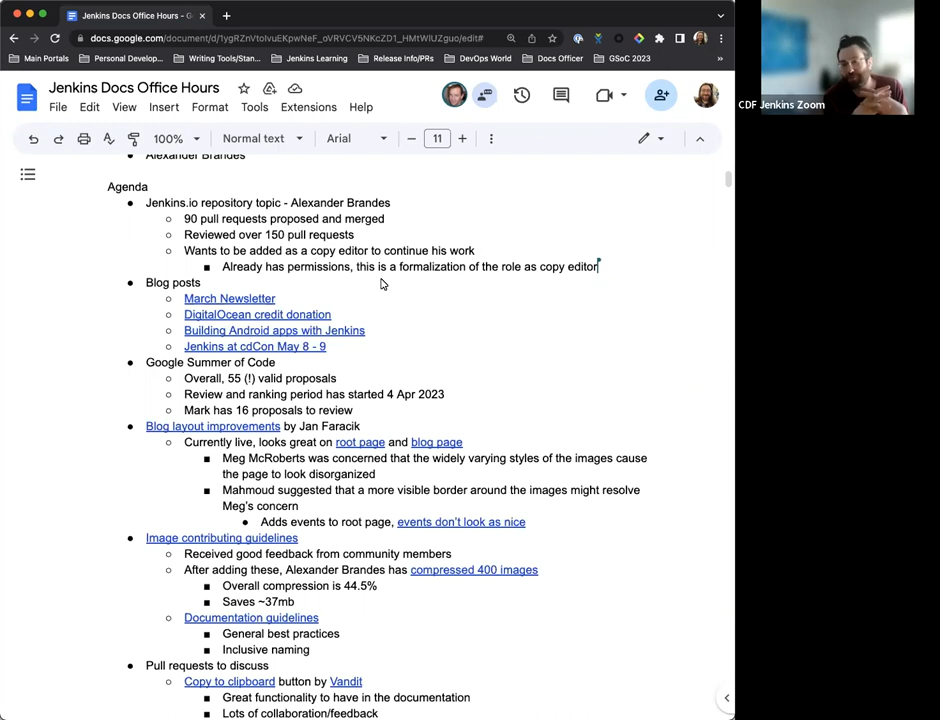 Jenkins Docs Office Hours - G
docs.google.com/document/d/1ygRZnVtoIvuEKpwNeF_oVRVCV5NKcZD1_HMtWIUZguo/edit#
Main Portals Personal Develop... Writing Tools/Stan... Jenkins Learning Release Info/PRs DevOps World Docs Officer GSoC 2023 »
Jenkins Docs Office Hours
File Edit View Insert Format Tools Extensions Help
CDF Jenkins Zoom
100% Normal text Arial 11
Alexander Brandes
Agenda
Jenkins.io repository topic - Alexander Brandes
90 pull requests proposed and merged
Reviewed over 150 pull requests
Wants to be added as a copy editor to continue his work
Already has permissions, this is a formalization of the role as copy editor
Blog posts
March Newsletter
DigitalOcean credit donation
Building Android apps with Jenkins
Jenkins at cdCon May 8 - 9
Google Summer of Code
Overall, 55 (!) valid proposals
Review and ranking period has started 4 Apr 2023
Mark has 16 proposals to review
Blog layout improvements by Jan Faracik
Currently live, looks great on root page and blog page
Meg McRoberts was concerned that the widely varying styles of the images cause
the page to look disorganized
Mahmoud suggested that a more visible border around the images might resolve
Meg's concern
Adds events to root page, events don't look as nice
Image contributing guidelines
Received good feedback from community members
After adding these, Alexander Brandes has compressed 400 images
Overall compression is 44.5%
Saves ~37mb
Documentation guidelines
General best practices
Inclusive naming
Pull requests to discuss
Copy to clipboard button by Vandit
Great functionality to have in the documentation
Lots of collaboration/feedback